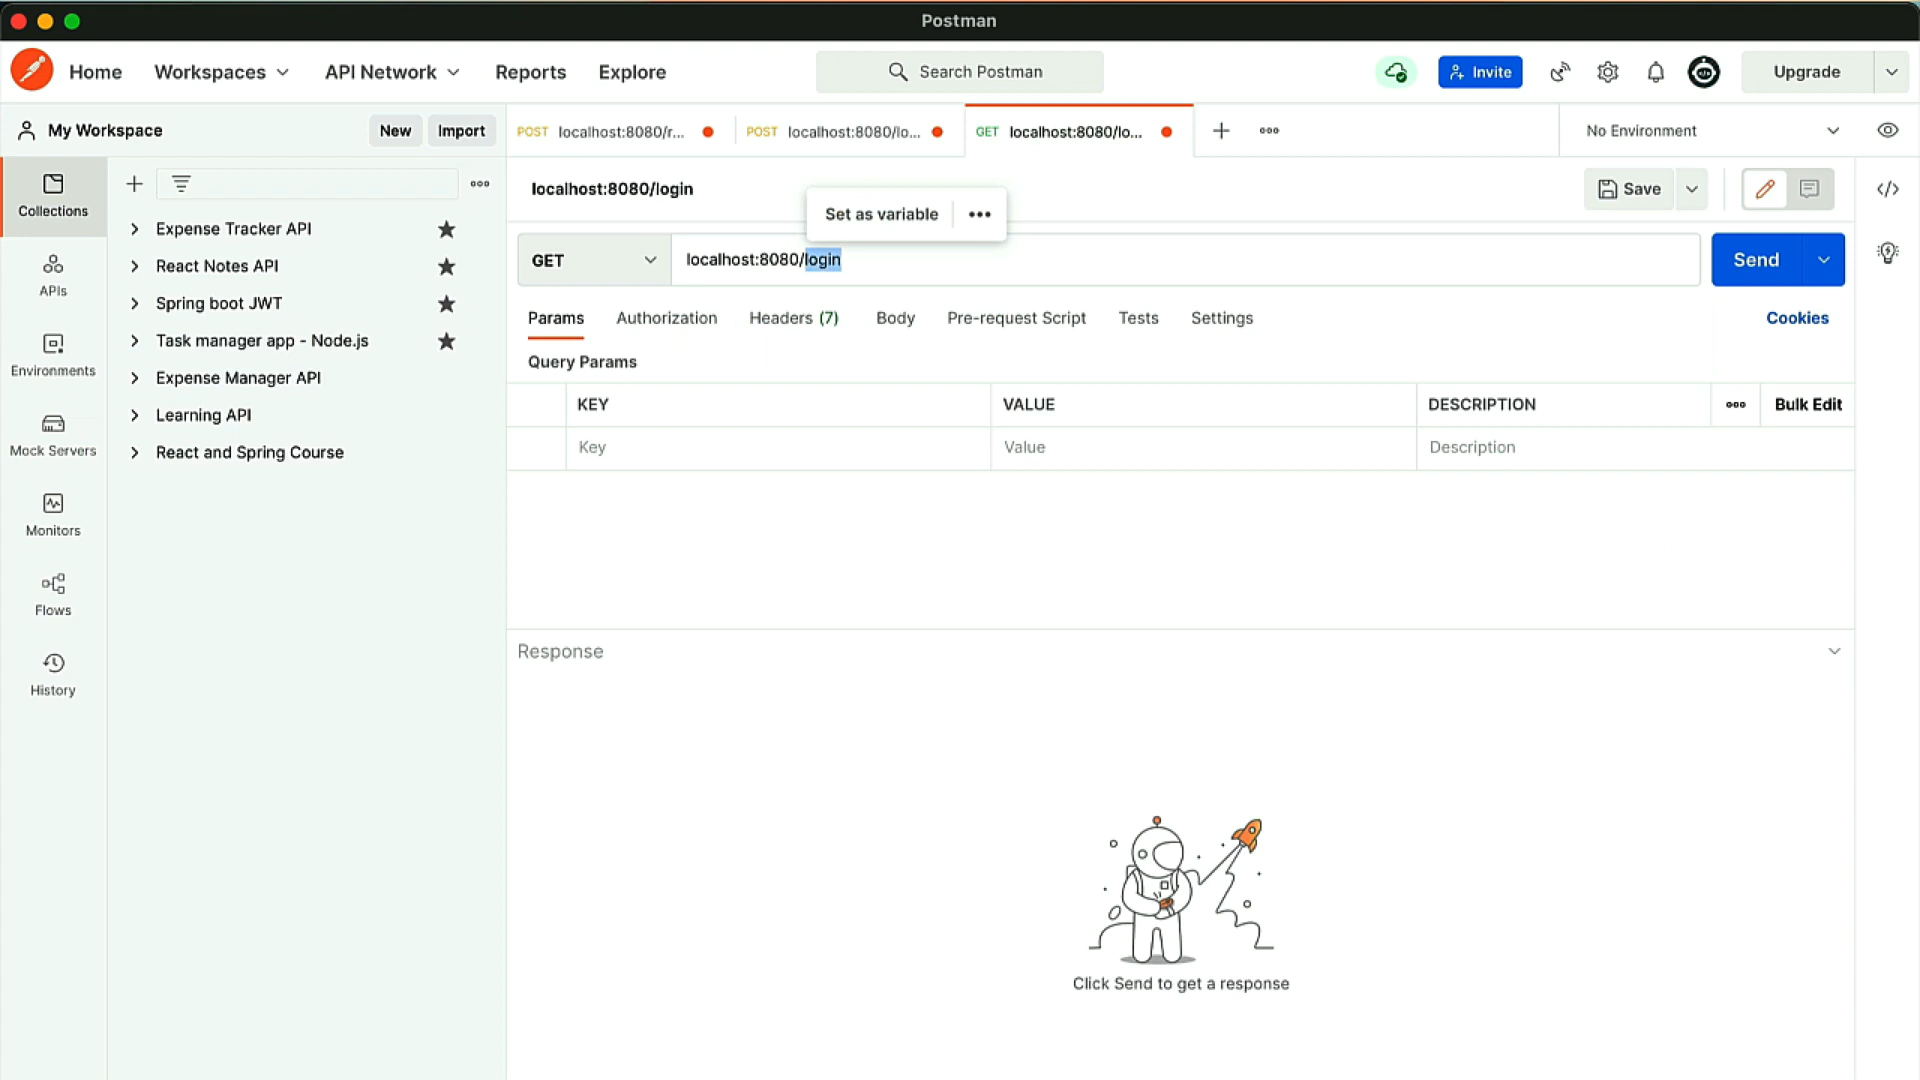 Postman
Home Workspaces API Network Reports Explore Search Postman Invite Upgrade
My Workspace New Import POST localhost:8080/r... POST localhost:8080/lo... GET localhost:8080/lo... No Environment
localhost:8080/login Save
Set as variable
GET localhost:8080/login Send
Params Authorization Headers (7) Body Pre-request Script Tests Settings Cookies
Query Params
KEY VALUE DESCRIPTION Bulk Edit
Key Value Description
Collections
APIs
Environments
Mock Servers
Monitors
Flows
History
Expense Tracker API
React Notes API
Spring boot JWT
Task manager app - Node.js
Expense Manager API
Learning API
React and Spring Course
Response
Click Send to get a response